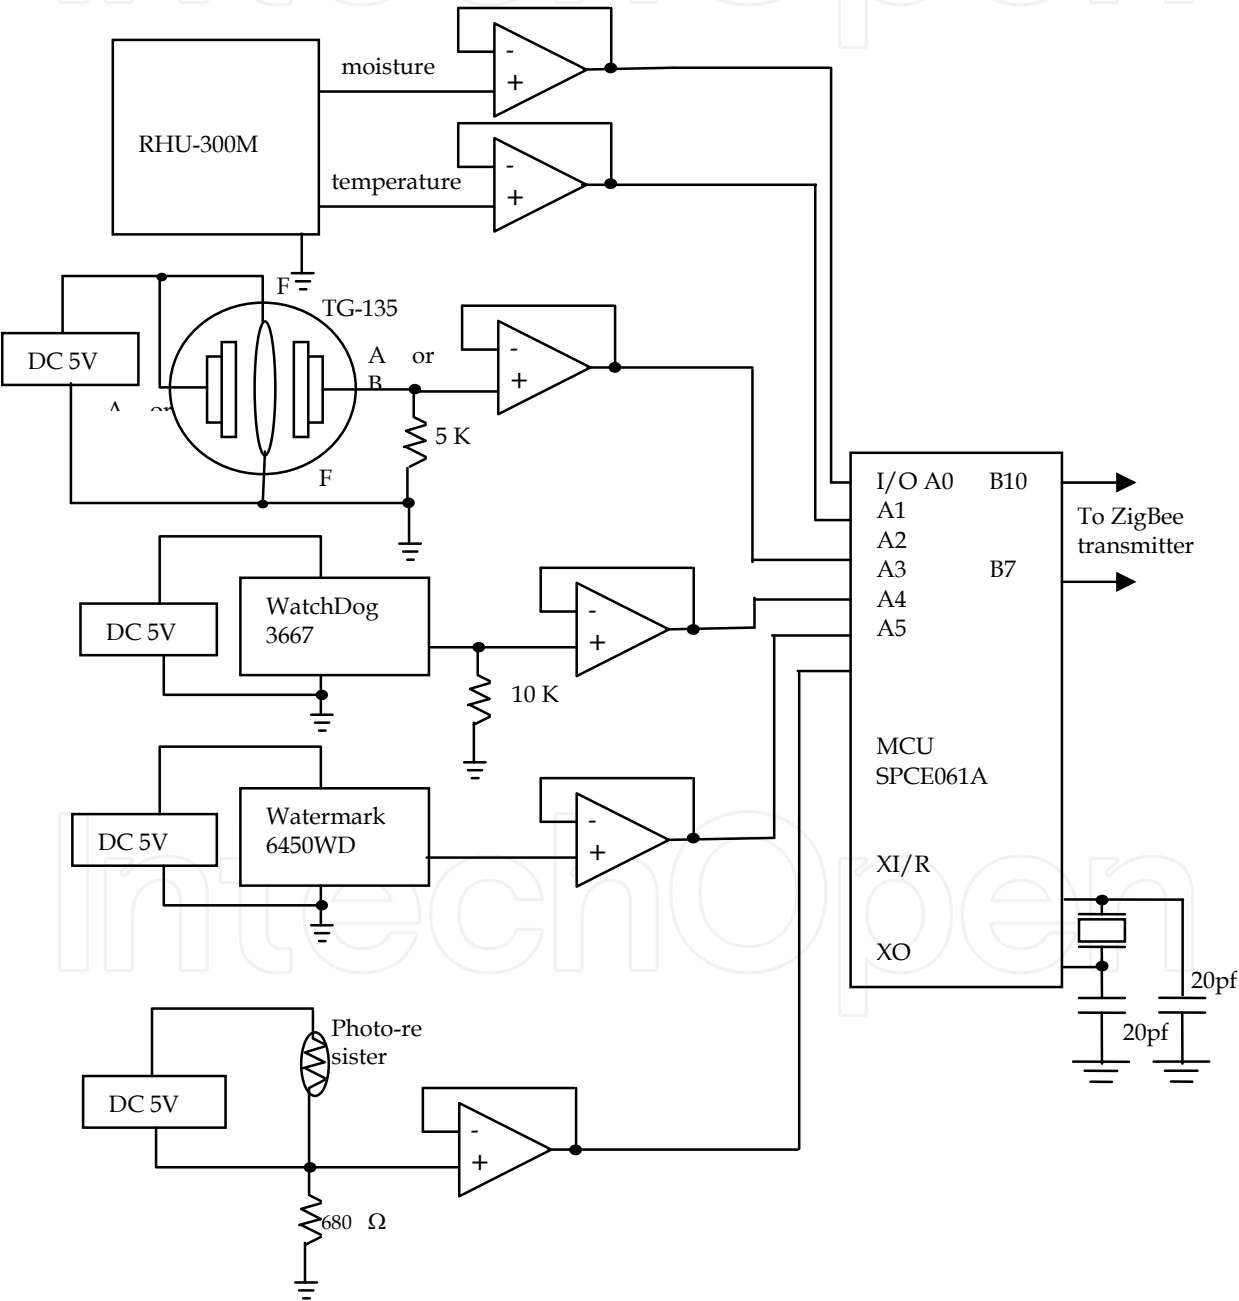 moisture
RHU-300M
temperature
-
+
-
+
F
TG-135
DC 5V
A or
B
-
+
A or
5 K
F
I/O A0 B10
A1
To ZigBee
A2
transmitter
A3 B7
A4
A5
WatchDog
3667
DC 5V
-
+
10 K
MCU
SPCE061A
Watermark
6450WD
DC 5V
-
+
XI/R
XO
20pf
20pf
Photo-re
sister
DC 5V
-
+
680 Ω
IntechOpen